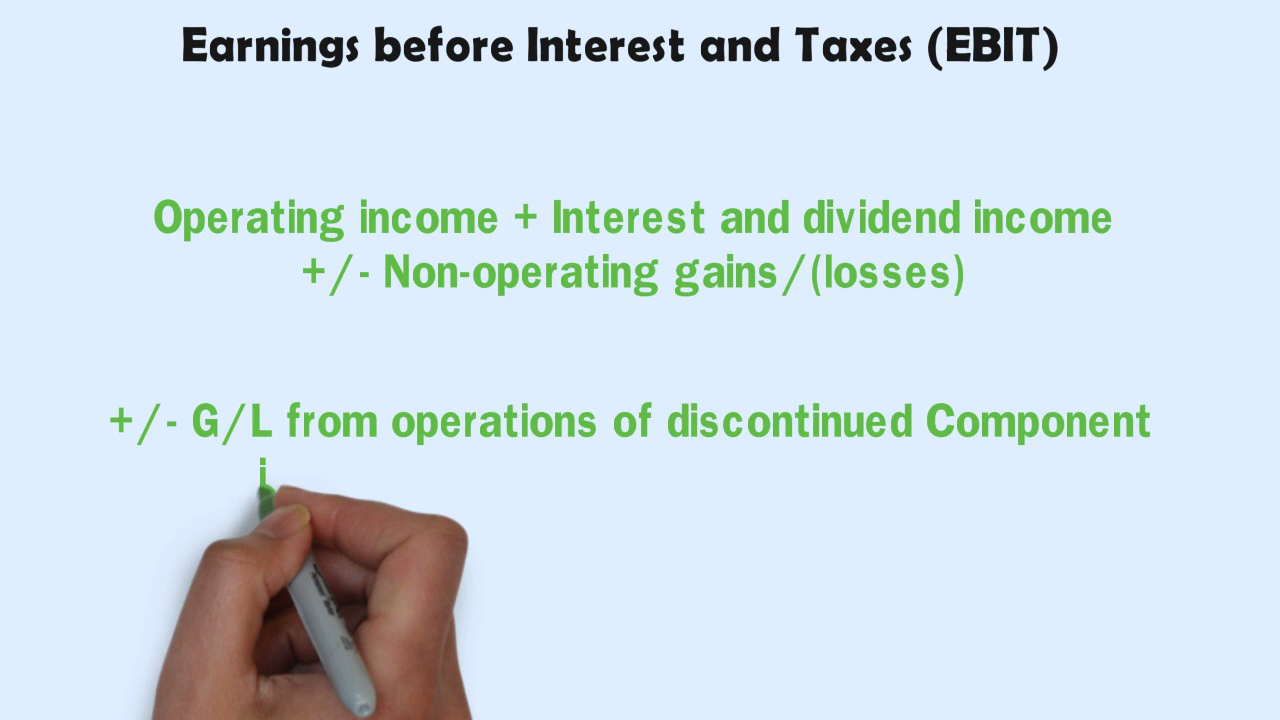 Earnings before Interest and Taxes (EBIT)
Operating income + Interest and dividend income
+/- Non-operating gains/(losses)
+/- G/L from operations of discontinued Component
i